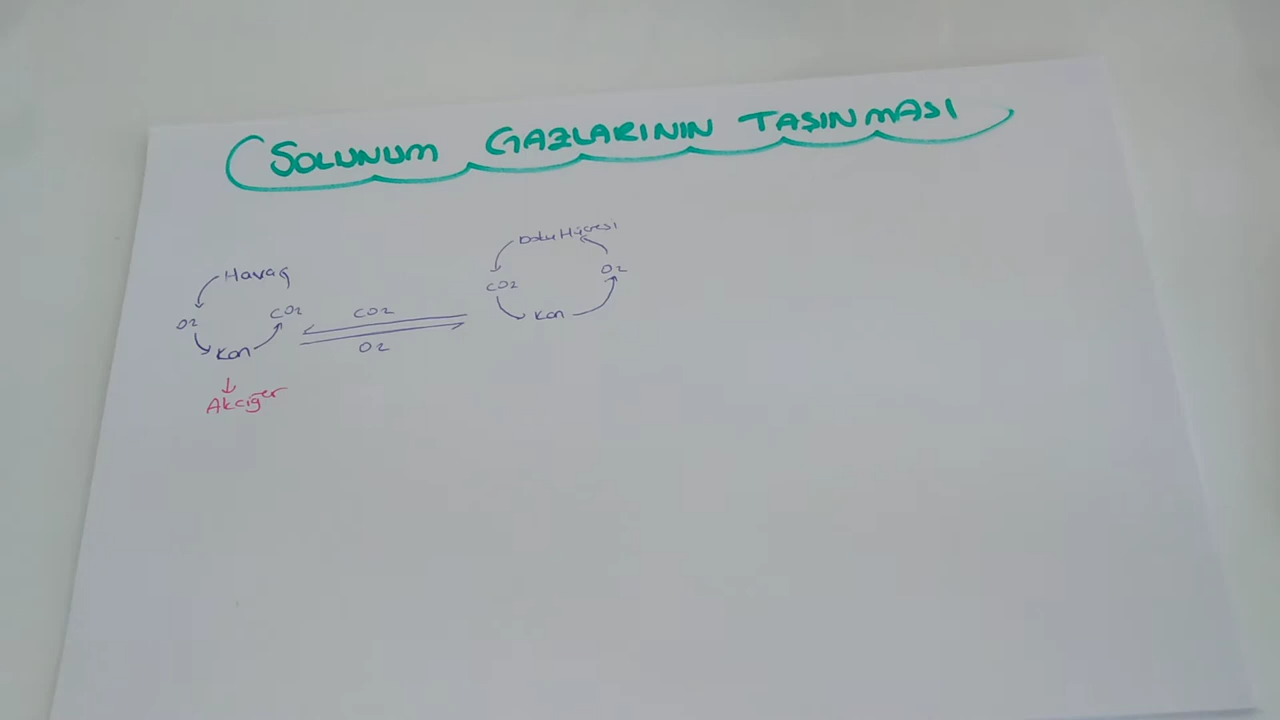 SOLUNUM GAZLARININ TAŞINMASI
Hava
O2
CO2
Kan
Akciğer
CO2
O2
Doku Hücresi
CO2
O2
Kan